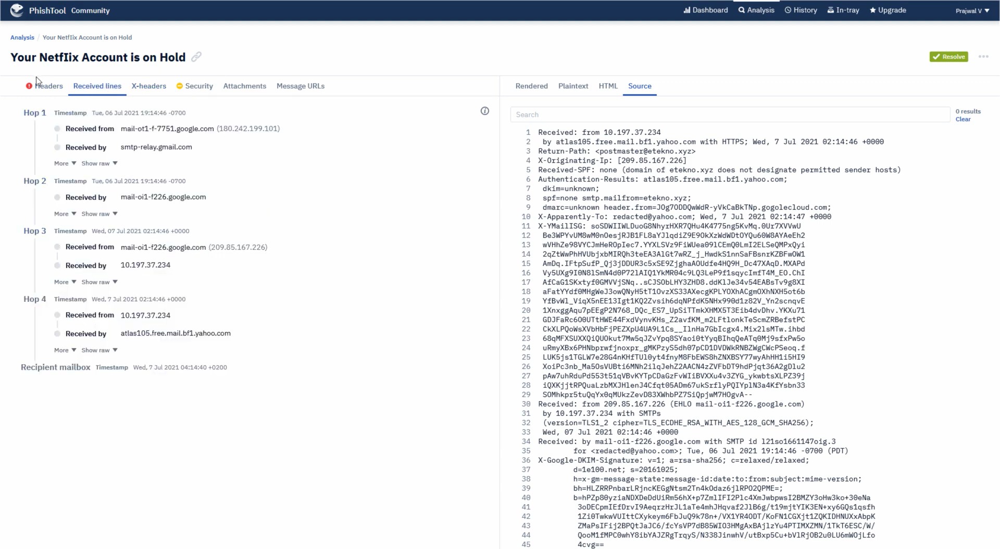 PhishTool Community
Dashboard Analysis History In-tray Upgrade Prajwal V
Analysis / Your NetfIix Account is on Hold
Your NetfIix Account is on Hold
Resolve
Headers Received lines X-headers Security Attachments Message URLs
Hop 1 Timestamp Tue, 06 Jul 2021 19:14:46 -0700
Received from mail-ot1-f-7751.google.com (180.242.199.101)
Received by smtp-relay.gmail.com
More Show raw
Hop 2 Timestamp Tue, 06 Jul 2021 19:14:46 -0700
Received by mail-oi1-f226.google.com
More Show raw
Hop 3 Timestamp Wed, 07 Jul 2021 02:14:46 +0000
Received from mail-oi1-f226.google.com (209.85.167.226)
Received by 10.197.37.234
More Show raw
Hop 4 Timestamp Wed, 7 Jul 2021 02:14:46 +0000
Received from 10.197.37.234
Received by atlas105.free.mail.bf1.yahoo.com
More Show raw
Recipient mailbox Timestamp Wed, 7 Jul 2021 04:14:40 +0200
Rendered Plaintext HTML Source
Search
0 results
Clear
1 Received: from 10.197.37.234
2 by atlas105.free.mail.bf1.yahoo.com with HTTPS; Wed, 7 Jul 2021 02:14:46 +0000
3 Return-Path: <postmaster@etekno.xyz>
4 X-Originating-Ip: [209.85.167.226]
5 Received-SPF: none (domain of etekno.xyz does not designate permitted sender hosts)
6 Authentication-Results: atlas105.free.mail.bf1.yahoo.com;
7 dkim=unknown;
8 spf=none smtp.mailfrom=etekno.xyz;
9 dmarc=unknown header.from=JOg7ODDQwWdR-yVkCaBkTNp.gogolecloud.com;
10 X-Apparently-To: redacted@yahoo.com; Wed, 7 Jul 2021 02:14:47 +0000
11 X-YMailISG: soSDWIIWLDuoG8NhyrHXR7QHu4K4775ng5KvMq.0Ur7XVVwU
12 Be3WPYvUM8wM0nOesjRJB1FL8aYJlqdiZ9E9OkXzWdWDtOYQu60W8AYAeEh2
13 wVHhZe98VYCJmHeROpIec7.YYXLSVz9FiWUea09lCEmQ0LmI2ELSeQMPxQyi
14 2qZtWwPhHVUbjxbMIRQh3teEA3AlGt7wRZ_j_HwdkS1nnSaFBsnrKZBFwOW1
15 AmDq.IFtpSufP_Qj3jDDUR3c5xSE9ZjghaAOUdfe4HQ9H_Dc47XAqD.MXAPd
16 Vy5UXg9I0N8lSmN4d0P72lAIQ1YkMR04c9LQ3LeP9f1sqycImfT4M_EO.ChI
17 AfCaG1SKxtyf0GMVVjSNq..sCJSObLHY3ZHD8.ddKlJe34v54EABsTv9g8XI
18 aFatYYdf0MHgWeJ3owQNyH5tT1OvzXS33AXecgKPLYOXhACgmOXhNXH5ot6b
19 YfBvWl_ViqX5nEE13Igt1KQ2Zvsih6dqNPfdK5NHx990d1z82V_Yn2scnqvE
20 1XnxggAqu7pEEgP2N768_DQc_ES7_UpSiTTmkXHMX5T3Eib4dvDhv.YKXu71
21 GDJFaRc6O0UTtHWE44FxdVynvKHs_Z2avfKM_m2LFtlonkTeScmZRBefstPC
22 CkXLPQoWsXVbHbFjPEZXpU4UA9L1Cs__IlnHa7GbIcgx4.Mix2lsMTw.ihbd
23 68qMFXSUXXQiQUOkut7Mw5qJZvYpq8SYaoi0tYyqBIhqQeATq0Mj9sfxPw5o
24 uRmyXBx6PHNbprwfjnoxpr_gMKPzyS5dh07pCD1DVDWkRNBZWgCWcPSeoq.f
25 LUK5js1TGLW7e28G4nKHfTUl0yt4fnyM8FbEWS8hZNXBSY77wyAhHH1i5HI9
26 XoiPc3nb_Ma5OsVUBti6MNh2ilqJehZ2AACN4zZVFbDT9hdPjqt36A2gDlu2
27 pAw7uhRduPd553t51qVBvKYTpCDaGzFvWIiBVXXu4v3ZYG_ykwbtsXLPZ39j
28 iQXKjjtRPQuaLzbMXJHlenJ4Cfqt05ADm67ukSrflyPQIYplN3a4KfYsbn33
29 SOMhkpr5tuQqYx0qMUkzZevD83XWhbPZ7SiQpjwM7HOgvA--
30 Received: from 209.85.167.226 (EHLO mail-oi1-f226.google.com)
31 by 10.197.37.234 with SMTPs
32 (version=TLS1_2 cipher=TLS_ECDHE_RSA_WITH_AES_128_GCM_SHA256);
33 Wed, 07 Jul 2021 02:14:46 +0000
34 Received: by mail-oi1-f226.google.com with SMTP id l21so1661147oig.3
35 for <redacted@yahoo.com>; Tue, 06 Jul 2021 19:14:46 -0700 (PDT)
36 X-Google-DKIM-Signature: v=1; a=rsa-sha256; c=relaxed/relaxed;
37 d=1e100.net; s=20161025;
38 h=x-gm-message-state:message-id:date:to:from:subject:mime-version;
39 bh=HLZRRPnbarLRjncKEGgNtsm2Tn4kOdaz6jlRPO2QPME=;
40 b=hPZp80yziaNDXDeDdUiRm56hX+p7ZmlIFI2Plc4XmJwbpwsI2BMZY3oHw3ko+30eNa
41 3oDECpmIEfDrvI9AeqrzHrJL1aTe4mhJHqvaf2JlB6g/t19mjtYIK3EN+xy6GQs1qsfh
42 1Zi0TwkwVUIttCXykeym6FbJuQ9k78n+/VX1YR4ODT/KoFN1CGXjt1ZQKIDHNUXxAbpK
43 ZMaPsIFij2BPQtJaJC6/fcYsVP7dB85WIO3HMgAxBAjlzYu4PTIMXZMN/1TkT6ESC/W/
44 QooM1fMPC0whY8ibYAJZRgTrqyS/N338JinwhV/utBxp5Cu+bVlRjOB2u0LU6mWOjLfo
45 4cvg==